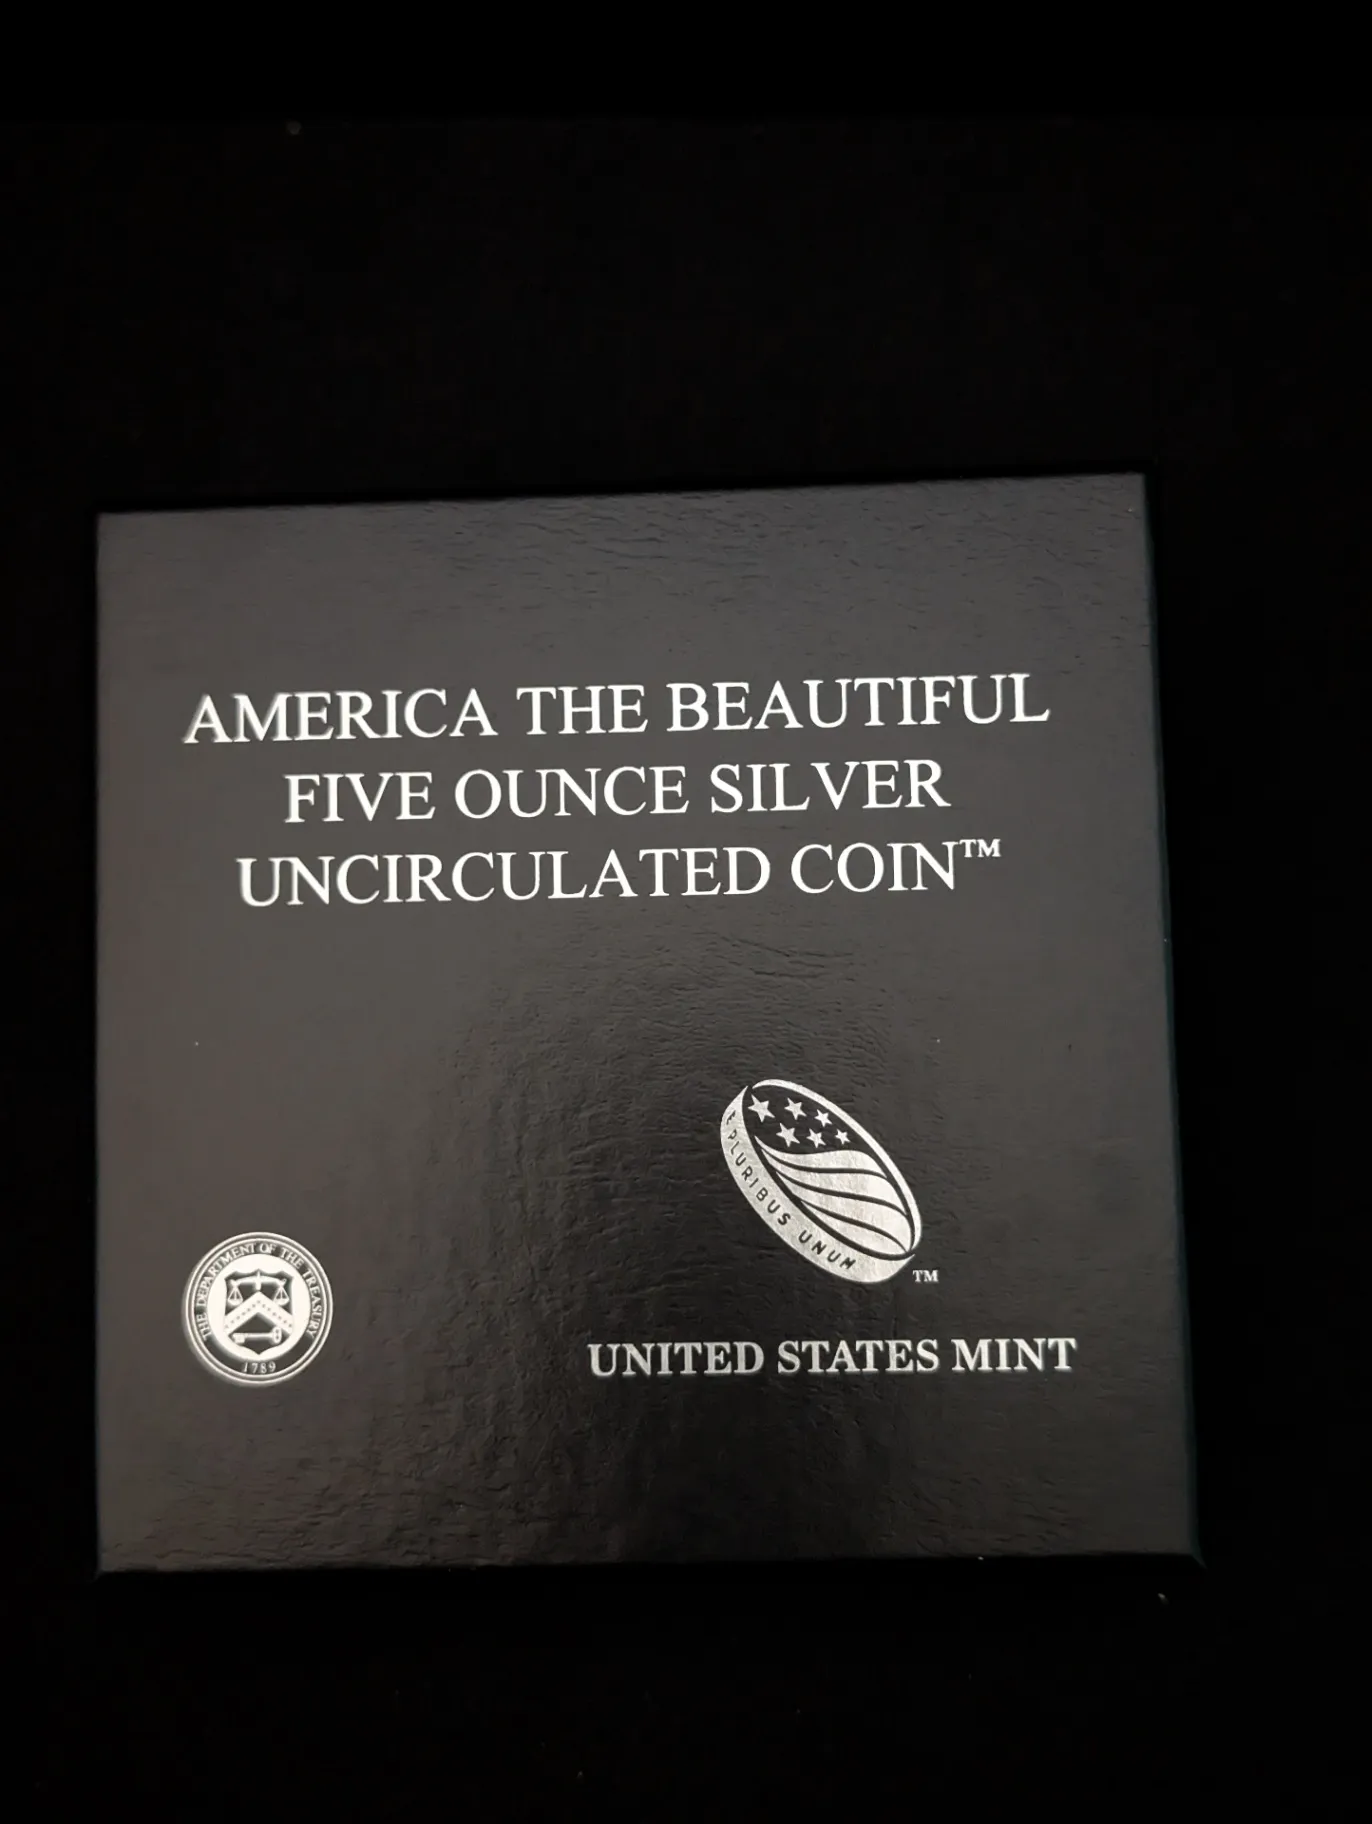 AMERICA THE BEAUTIFUL
FIVE OUNCE SILVER
UNCIRCULATED COIN™
E PLURIBUS UNUM
TM
THE DEPARTMENT OF THE TREASURY
1789
UNITED STATES MINT